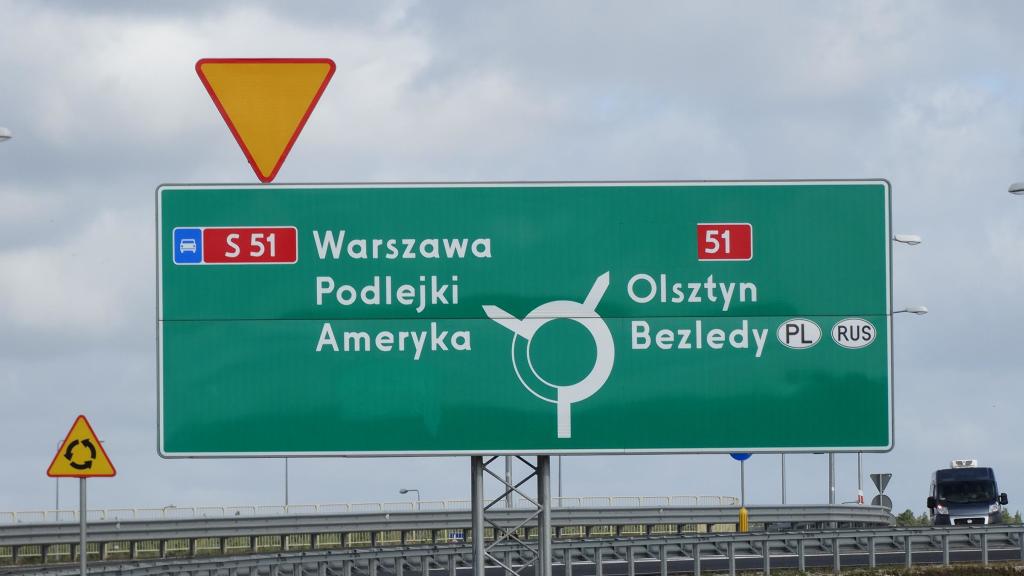 S 51 Warszawa
Podlejki
Ameryka
51
Olsztyn
Bezledy PL RUS